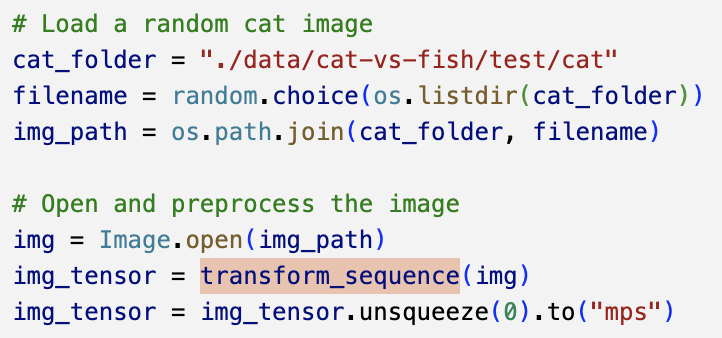 # Load a random cat image
cat_folder = "./data/cat-vs-fish/test/cat"
filename = random.choice(os.listdir(cat_folder))
img_path = os.path.join(cat_folder, filename)

# Open and preprocess the image
img = Image.open(img_path)
img_tensor = transform_sequence(img)
img_tensor = img_tensor.unsqueeze(0).to("mps")